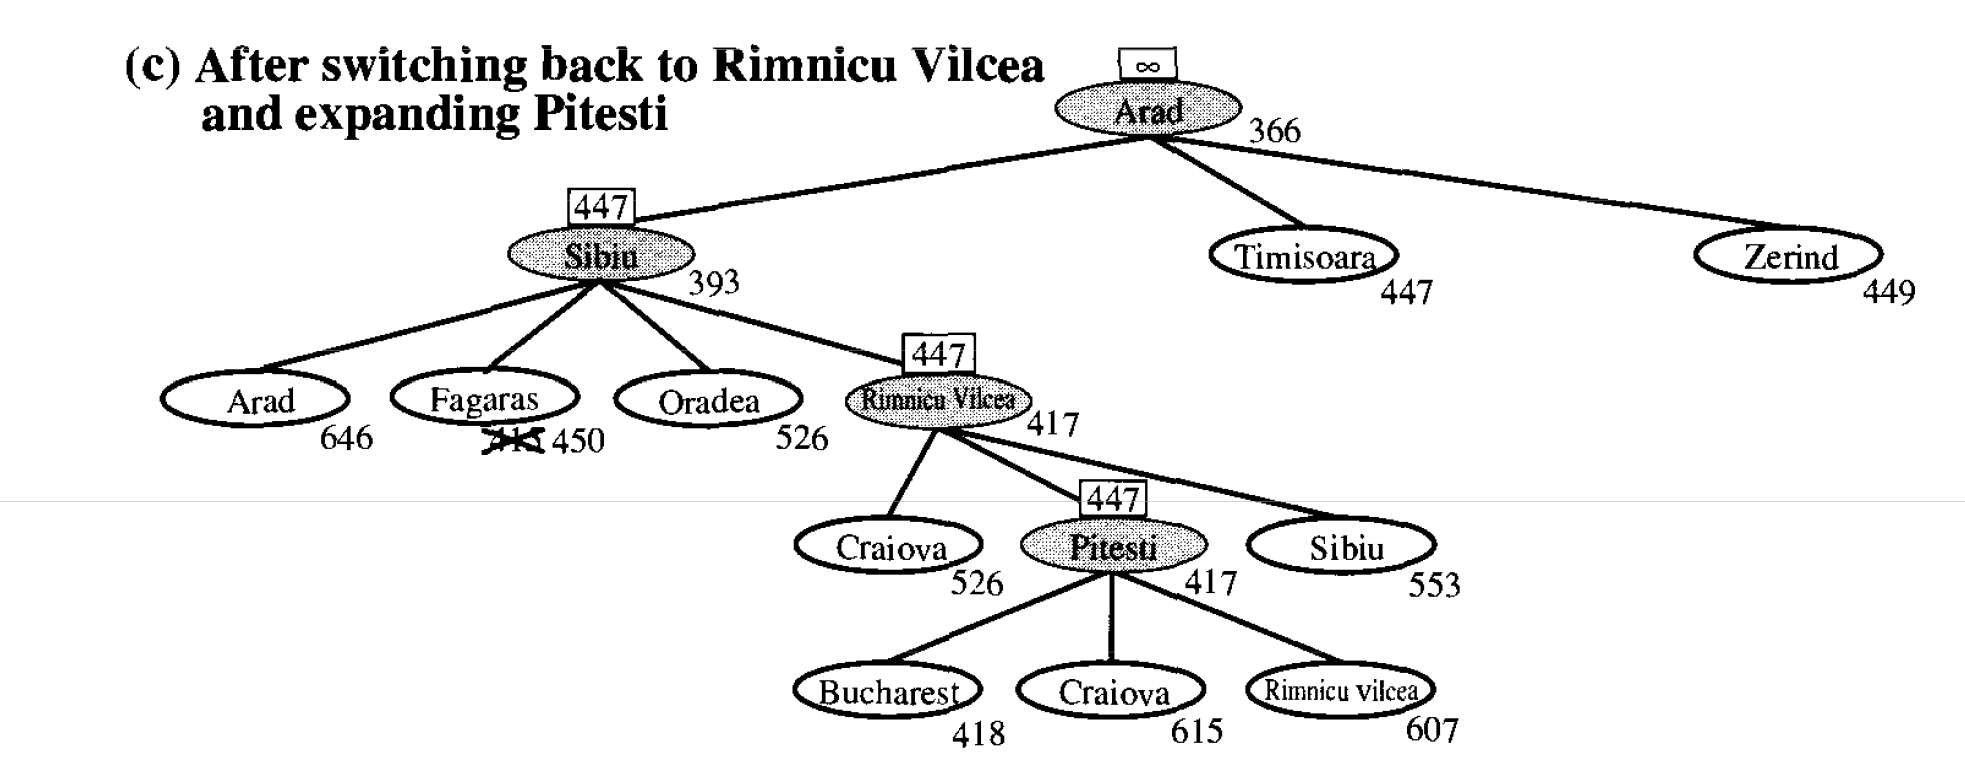 (c) After switching back to Rimnicu Vilcea
and expanding Pitesti
∞
Arad
366
447
Sibiu
393
Timisoara
447
Zerind
449
Arad
646
Fagaras
415 450
Oradea
526
447
Rimnicu Vilcea
417
Craiova
526
447
Pitesti
417
Sibiu
553
Bucharest
418
Craiova
615
Rimnicu vilcea
607